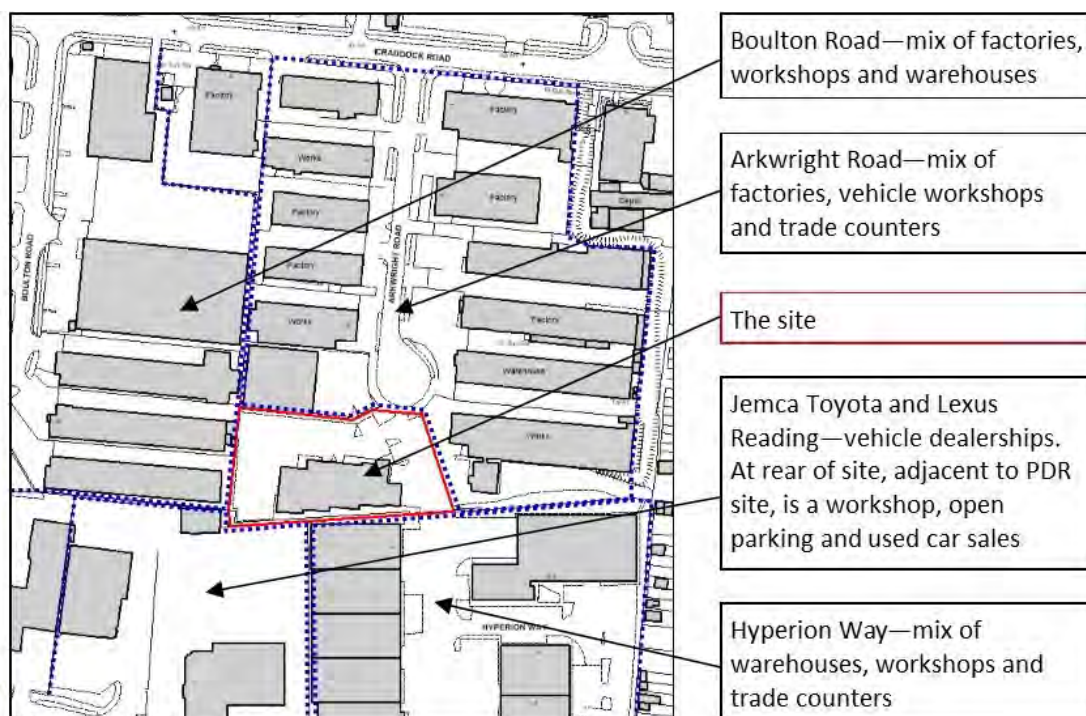 CRADDOCK ROAD
Factory
Factory
Works
Factory
Factory
Factory
Works
Factory
Warehouse
Works
Depot
BOULTON ROAD
ARKWRIGHT ROAD
HYPERION WAY
Boulton Road—mix of factories,
workshops and warehouses
Arkwright Road—mix of
factories, vehicle workshops
and trade counters
The site
Jemca Toyota and Lexus
Reading—vehicle dealerships.
At rear of site, adjacent to PDR
site, is a workshop, open
parking and used car sales
Hyperion Way—mix of
warehouses, workshops and
trade counters